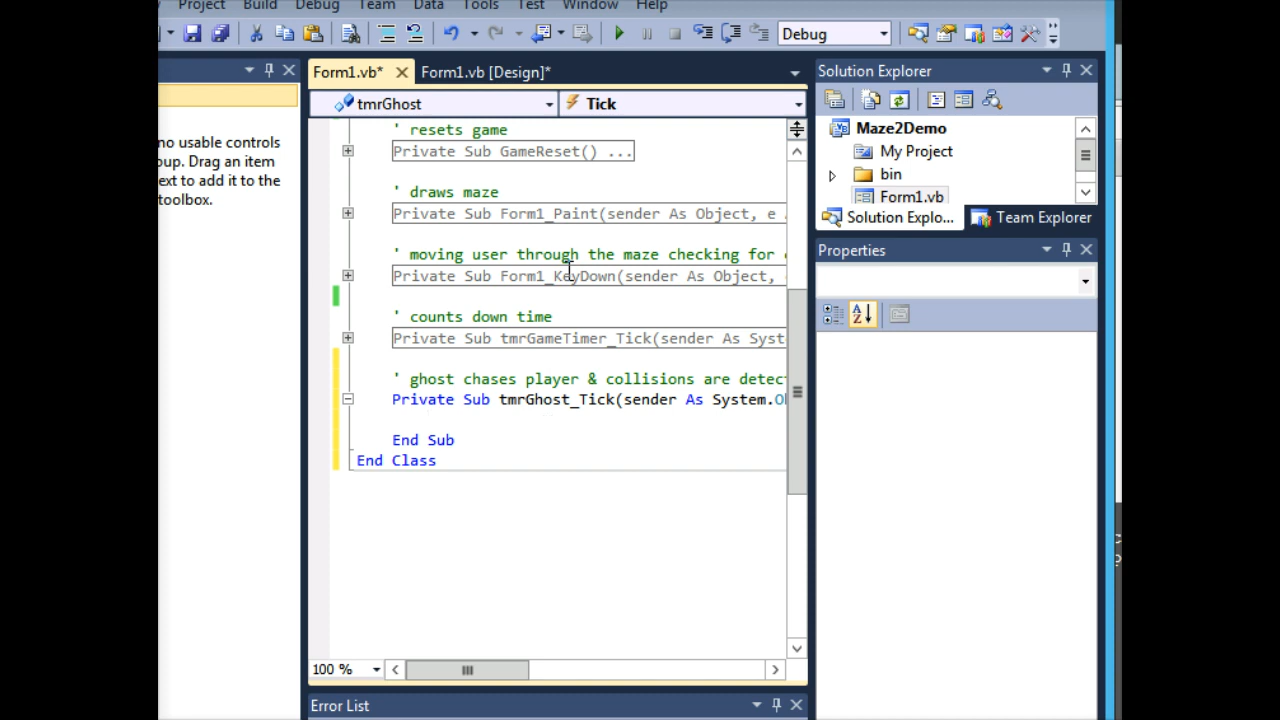 Project Build Debug Team Data Tools Test Window Help
Debug
Form1.vb* Form1.vb [Design]*
tmrGhost Tick
no usable controls
oup. Drag an item
ext to add it to the
toolbox.
' resets game
Private Sub GameReset() ...
' draws maze
Private Sub Form1_Paint(sender As Object, e
' moving user through the maze checking for
Private Sub Form1_KeyDown(sender As Object,
' counts down time
Private Sub tmrGameTimer_Tick(sender As Syst
' ghost chases player & collisions are detec
Private Sub tmrGhost_Tick(sender As System.Ob
End Sub
End Class
100 %
Error List
Solution Explorer
Maze2Demo
My Project
bin
Form1.vb
Solution Explo... Team Explorer
Properties